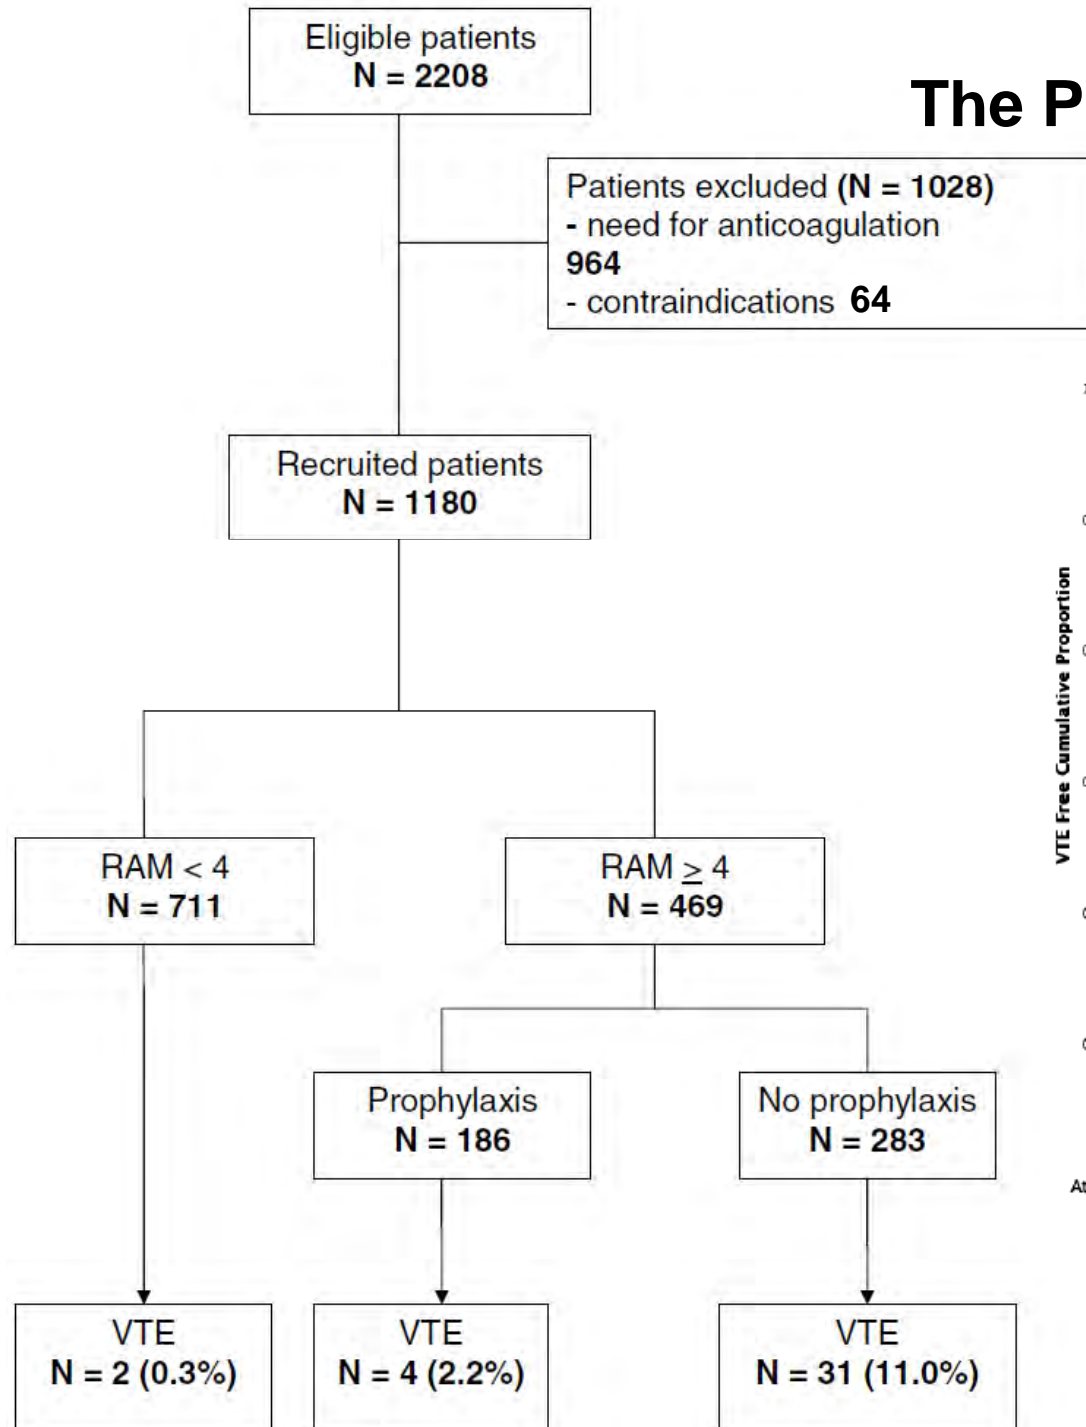 Eligible patients
N = 2208
The P
Patients excluded (N = 1028)
- need for anticoagulation
964
- contraindications 64
Recruited patients
N = 1180
VTE Free Cumulative Proportion
RAM < 4
N = 711
RAM ≥ 4
N = 469
Prophylaxis
N = 186
No prophylaxis
N = 283
At
VTE
N = 2 (0.3%)
VTE
N = 4 (2.2%)
VTE
N = 31 (11.0%)